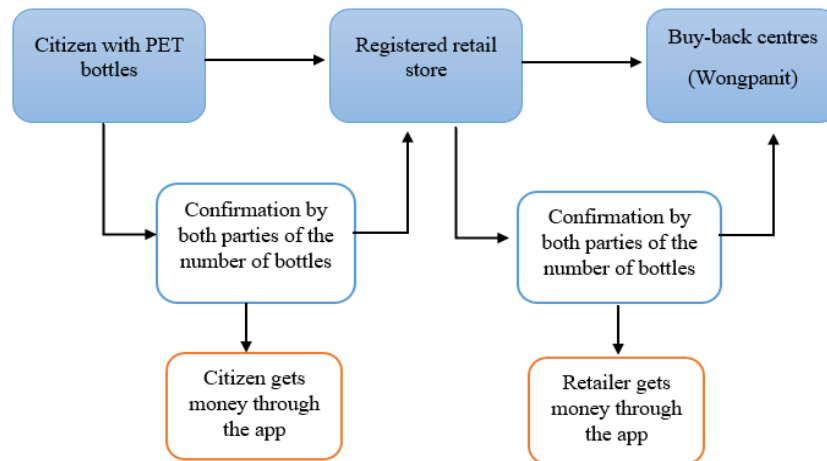 Citizen with PET
bottles
Registered retail
store
Buy-back centres
(Wongpanit)
Confirmation by
both parties of the
number of bottles
Confirmation by
both parties of the
number of bottles
Citizen gets
money through
the app
Retailer gets
money through
the app